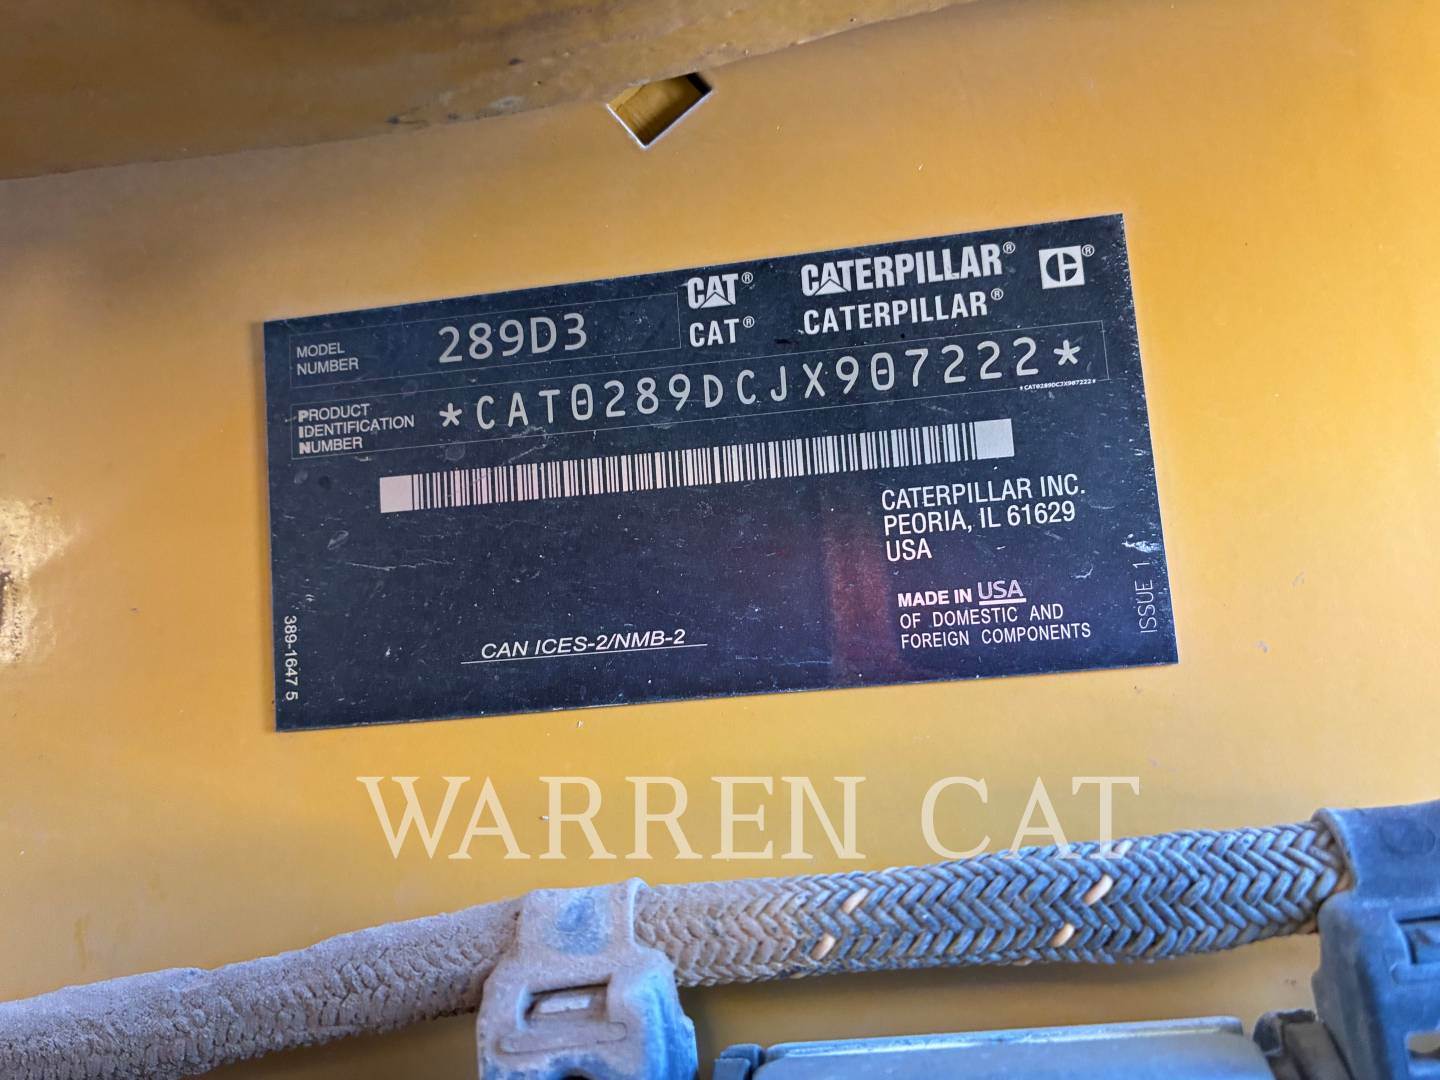 CAT® CATERPILLAR® C®
MODEL NUMBER 289D3 CAT® CATERPILLAR®
PRODUCT IDENTIFICATION NUMBER *CAT0289DCJX907222*
*CAT0289DCJX907222*
CATERPILLAR INC.
PEORIA, IL 61629
USA
MADE IN USA
OF DOMESTIC AND
FOREIGN COMPONENTS
CAN ICES-2/NMB-2
389-1647 5
ISSUE 1
WARREN CAT